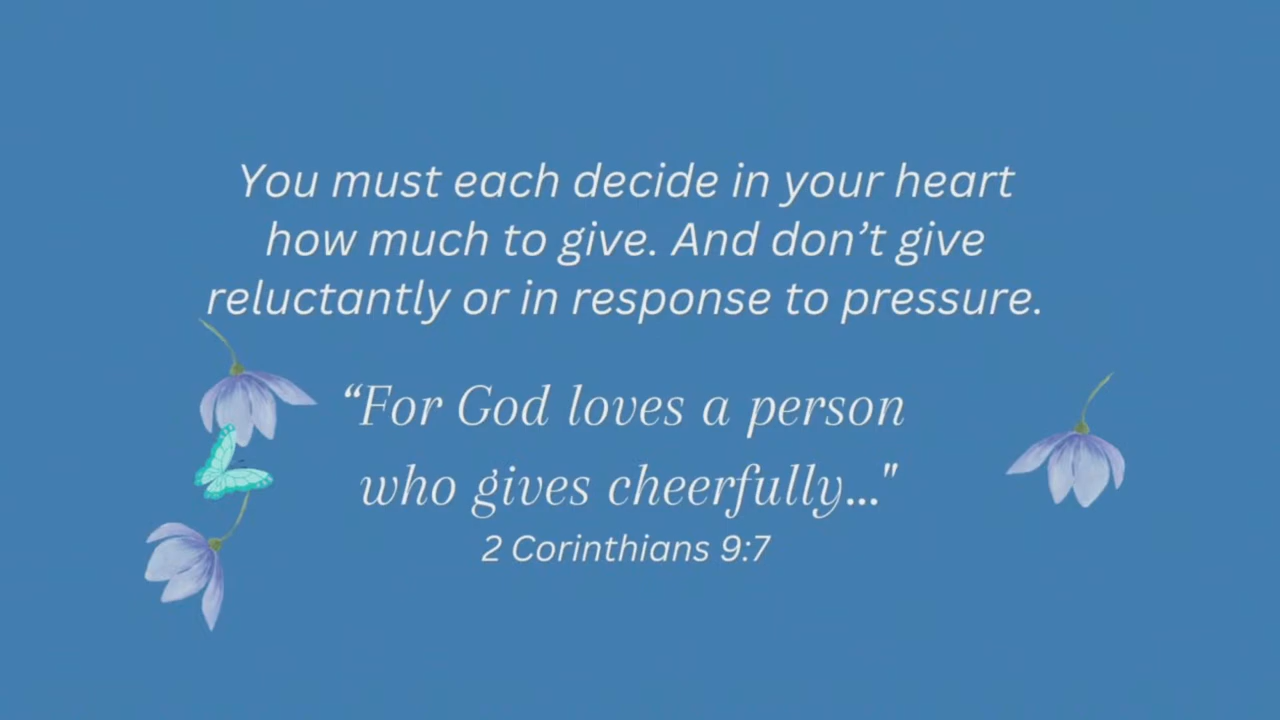 You must each decide in your heart
how much to give. And don’t give
reluctantly or in response to pressure.
“For God loves a person
who gives cheerfully..."
2 Corinthians 9:7